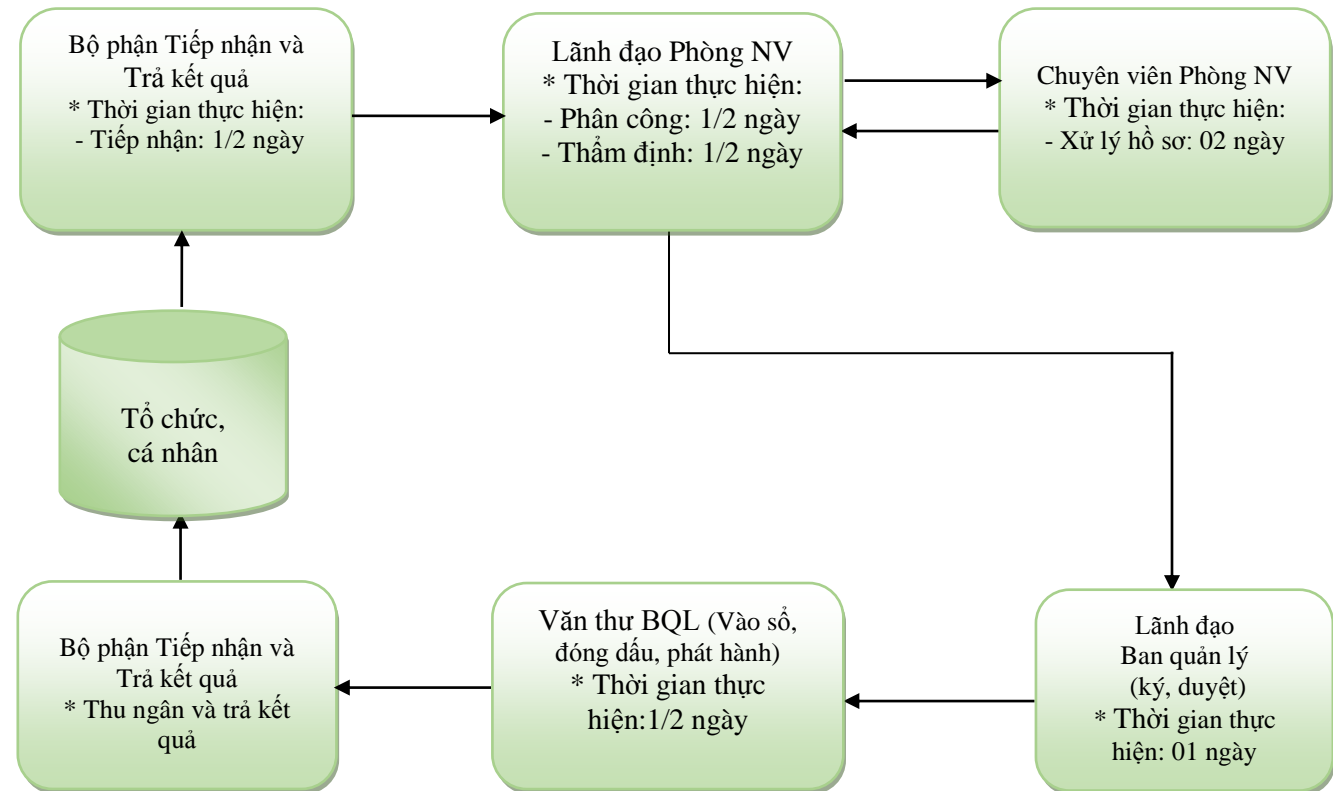 Bộ phận Tiếp nhận và
Trả kết quả
* Thời gian thực hiện:
- Tiếp nhận: 1/2 ngày
Lãnh đạo Phòng NV
* Thời gian thực hiện:
- Phân công: 1/2 ngày
- Thẩm định: 1/2 ngày
Chuyên viên Phòng NV
* Thời gian thực hiện:
- Xử lý hồ sơ: 02 ngày
Tổ chức,
cá nhân
Bộ phận Tiếp nhận và
Trả kết quả
* Thu ngân và trả kết
quả
Văn thư BQL (Vào sổ,
đóng dấu, phát hành)
* Thời gian thực
hiện:1/2 ngày
Lãnh đạo
Ban quản lý
(ký, duyệt)
* Thời gian thực
hiện: 01 ngày